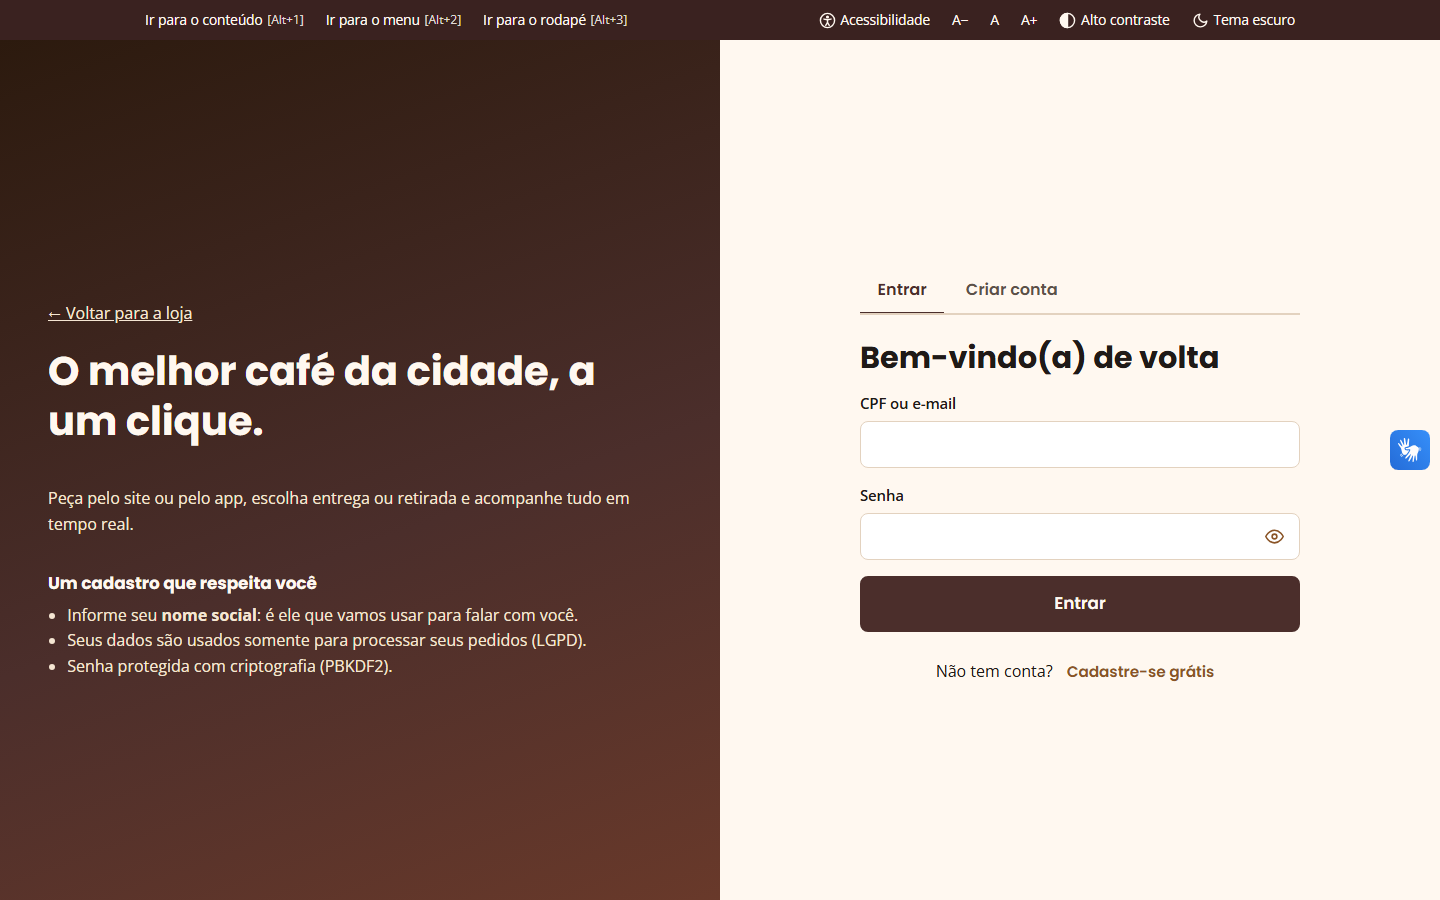 Ir para o conteúdo [Alt+1] Ir para o menu [Alt+2] Ir para o rodapé [Alt+3] Acessibilidade A− A A+ Alto contraste Tema escuro
← Voltar para a loja
O melhor café da cidade, a
um clique.
Peça pelo site ou pelo app, escolha entrega ou retirada e acompanhe tudo em
tempo real.
Um cadastro que respeita você
• Informe seu nome social: é ele que vamos usar para falar com você.
• Seus dados são usados somente para processar seus pedidos (LGPD).
• Senha protegida com criptografia (PBKDF2).
Entrar Criar conta
Bem-vindo(a) de volta
CPF ou e-mail
Senha
Entrar
Não tem conta? Cadastre-se grátis